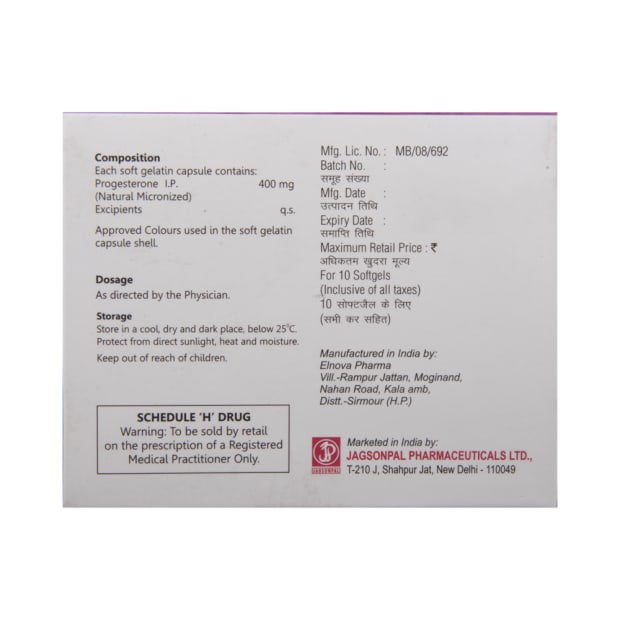 Composition
Each soft gelatin capsule contains:
Progesterone I.P. 400 mg
(Natural Micronized)
Excipients q.s.
Approved Colours used in the soft gelatin
capsule shell.
Dosage
As directed by the Physician.
Storage
Store in a cool, dry and dark place, below 25°C.
Protect from direct sunlight, heat and moisture.
Keep out of reach of children.
SCHEDULE 'H' DRUG
Warning: To be sold by retail
on the prescription of a Registered
Medical Practitioner Only.
Mfg. Lic. No. : MB/08/692
Batch No. :
समूह संख्या
Mfg. Date :
उत्पादन तिथि
Expiry Date :
समाप्ति तिथि
Maximum Retail Price : ₹
अधिकतम खुदरा मूल्य
For 10 Softgels
(Inclusive of all taxes)
10 सोफ्टजैल के लिए
(सभी कर सहित)
Manufactured in India by:
Elnova Pharma
Vill.-Rampur Jattan, Moginand,
Nahan Road, Kala amb,
Distt.-Sirmour (H.P.)
Marketed in India by:
JAGSONPAL PHARMACEUTICALS LTD.,
T-210 J, Shahpur Jat, New Delhi - 110049
JAGSONPAL